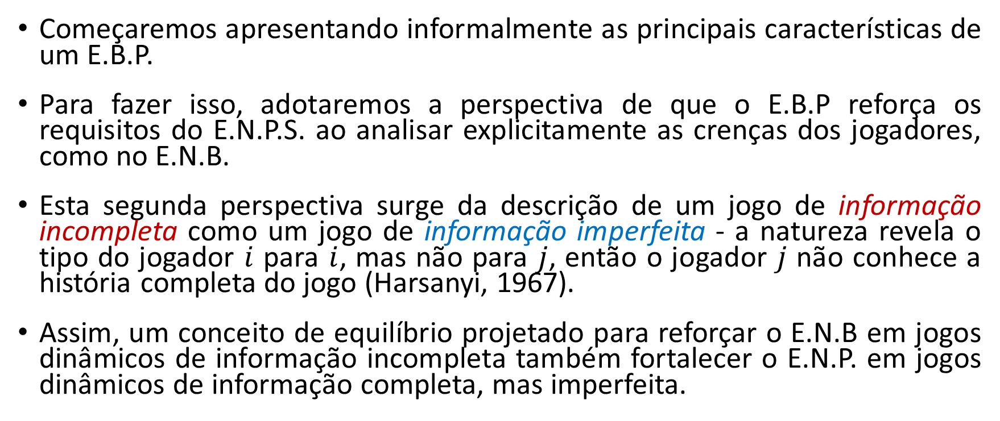 • Começaremos apresentando informalmente as principais características de
um E.B.P.
• Para fazer isso, adotaremos a perspectiva de que o E.B.P reforça os
requisitos do E.N.P.S. ao analisar explicitamente as crenças dos jogadores,
como no E.N.B.
• Esta segunda perspectiva surge da descrição de um jogo de informação
incompleta como um jogo de informação imperfeita - a natureza revela o
tipo do jogador i para i, mas não para j, então o jogador j não conhece a
história completa do jogo (Harsanyi, 1967).
• Assim, um conceito de equilíbrio projetado para reforçar o E.N.B em jogos
dinâmicos de informação incompleta também fortalecer o E.N.P. em jogos
dinâmicos de informação completa, mas imperfeita.